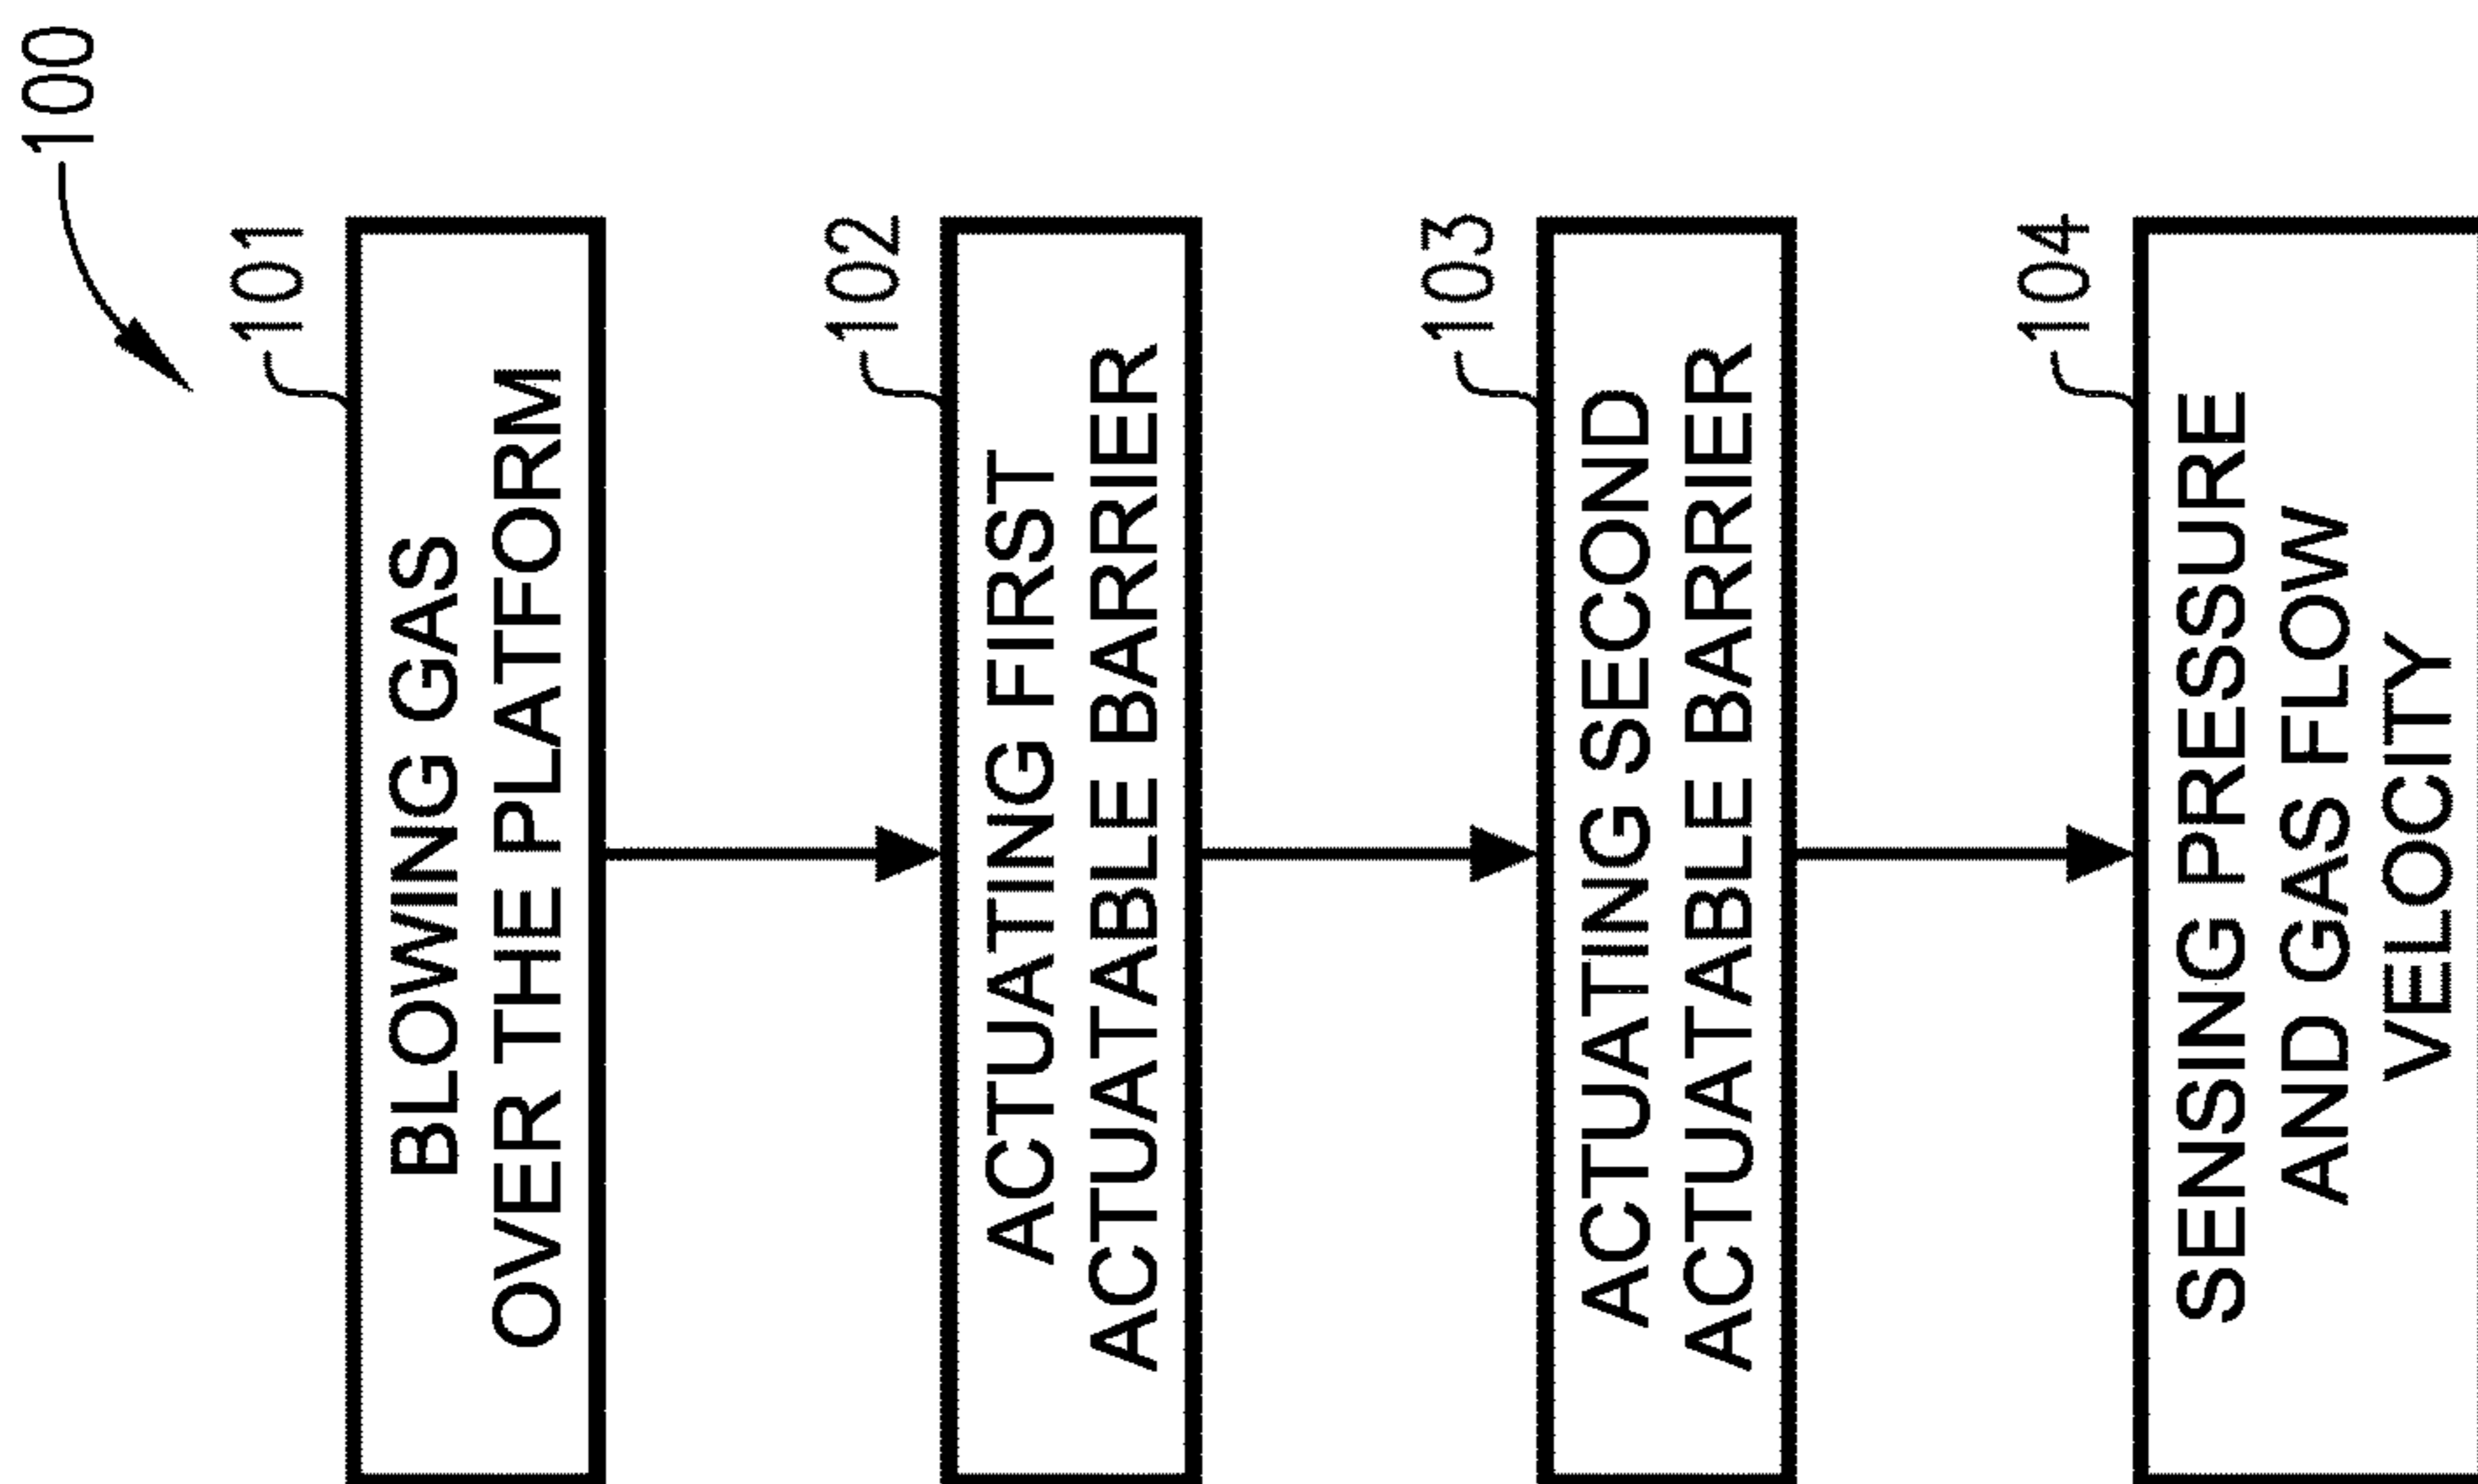 100
101
BLOWING GAS
OVER THE PLATFORM
102
ACTUATING FIRST
ACTUATABLE BARRIER
103
ACTUATING SECOND
ACTUATABLE BARRIER
104
SENSING PRESSURE
AND GAS FLOW
VELOCITY